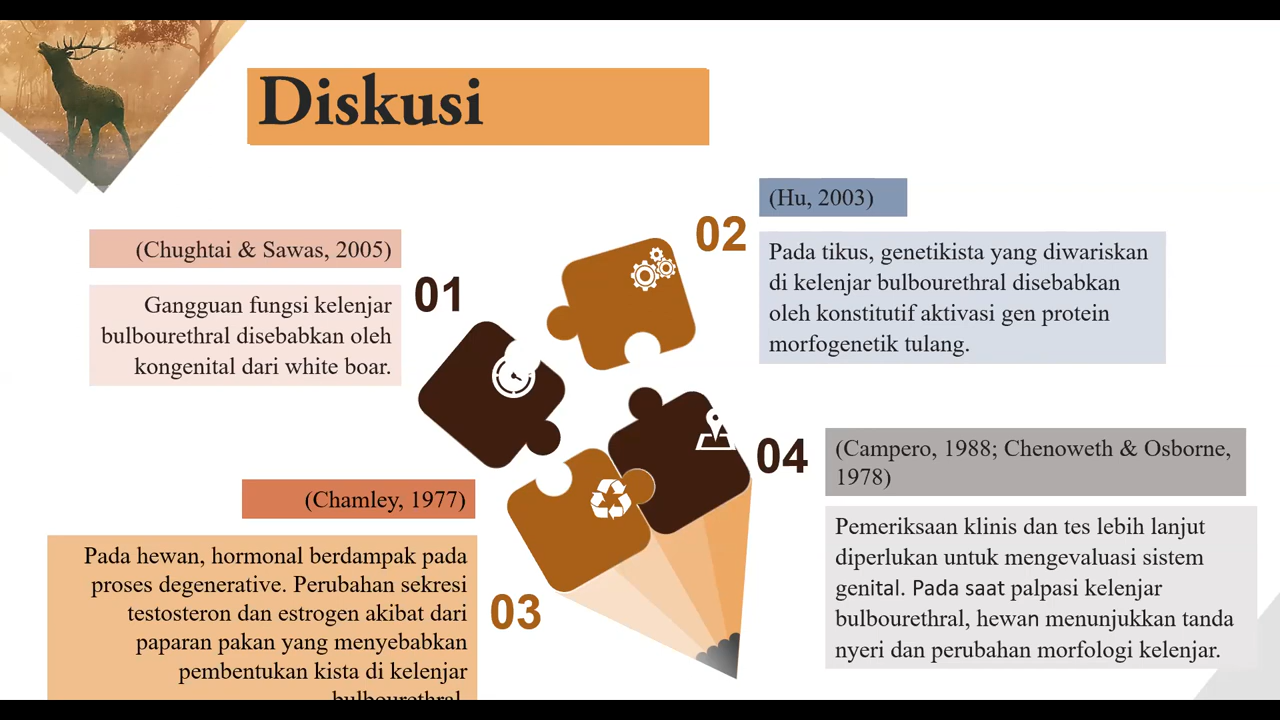 Diskusi
(Chughtai & Sawas, 2005)
01
Gangguan fungsi kelenjar
bulbourethral disebabkan oleh
kongenital dari white boar.
02
(Hu, 2003)
Pada tikus, genetikista yang diwariskan
di kelenjar bulbourethral disebabkan
oleh konstitutif aktivasi gen protein
morfogenetik tulang.
(Chamley, 1977)
03
Pada hewan, hormonal berdampak pada
proses degenerative. Perubahan sekresi
testosteron dan estrogen akibat dari
paparan pakan yang menyebabkan
pembentukan kista di kelenjar
bulbourethral.
04
(Campero, 1988; Chenoweth & Osborne,
1978)
Pemeriksaan klinis dan tes lebih lanjut
diperlukan untuk mengevaluasi sistem
genital. Pada saat palpasi kelenjar
bulbourethral, hewan menunjukkan tanda
nyeri dan perubahan morfologi kelenjar.